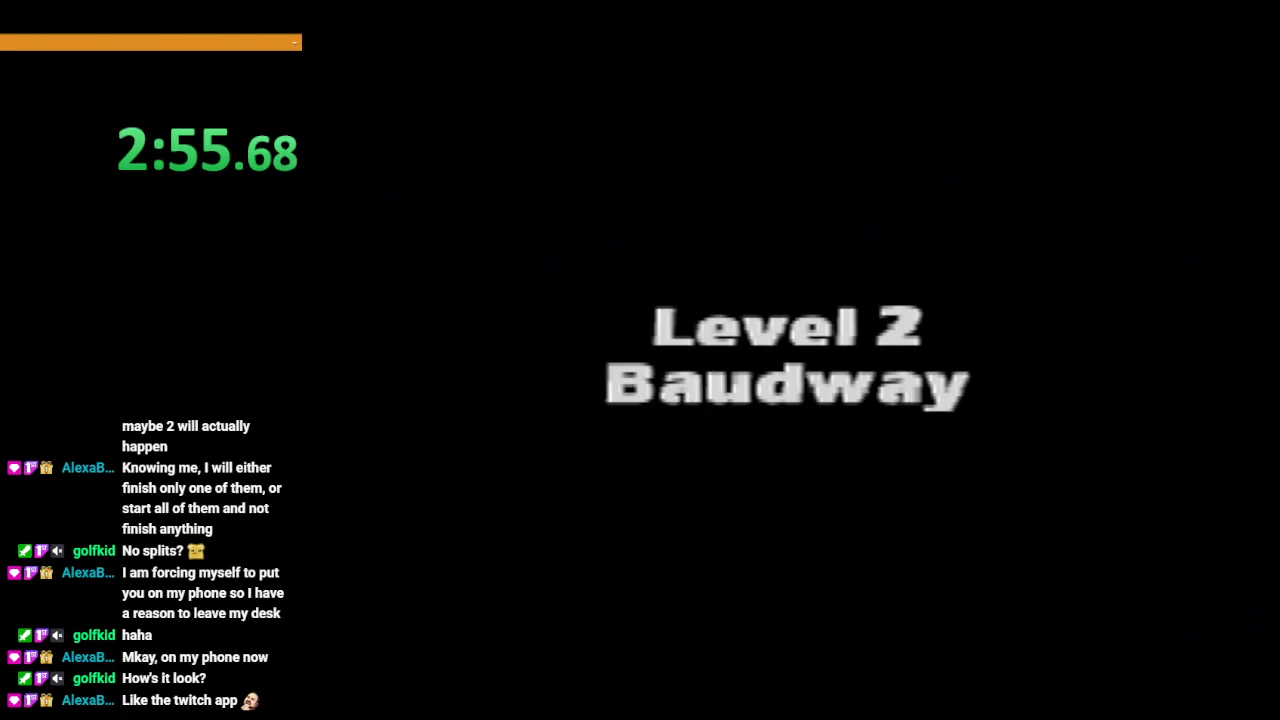 -
2:55.68
Level 2
Baudway
maybe 2 will actually
happen
AlexaB... Knowing me, I will either
finish only one of them, or
start all of them and not
finish anything
golfkid No splits?
AlexaB... I am forcing myself to put
you on my phone so I have
a reason to leave my desk
golfkid haha
AlexaB... Mkay, on my phone now
golfkid How's it look?
AlexaB... Like the twitch app